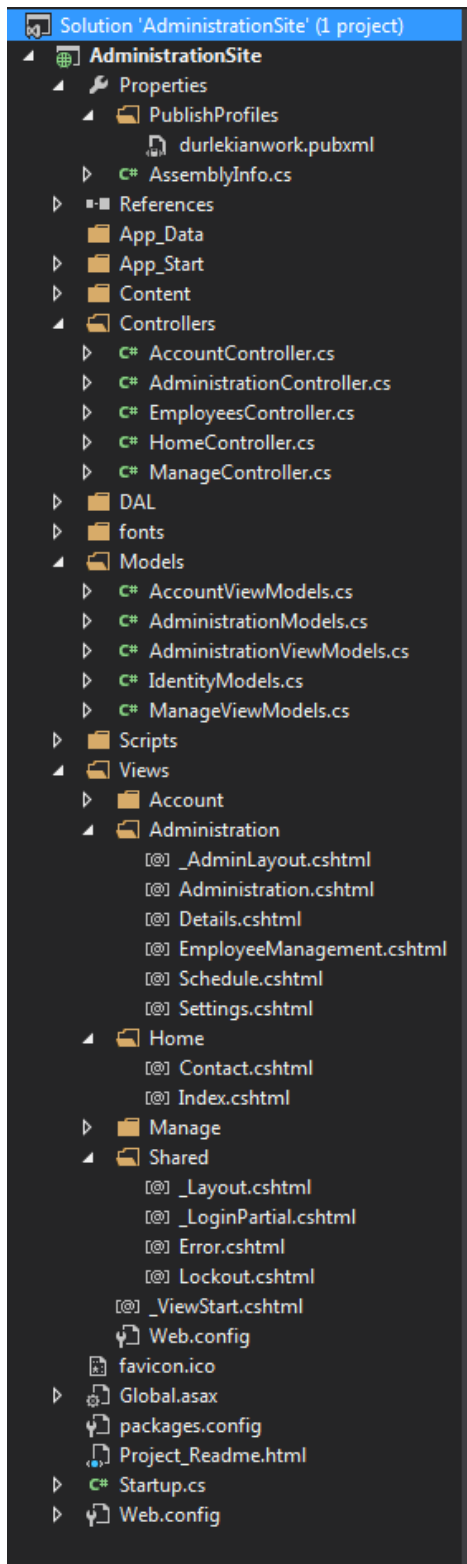 Solution 'AdministrationSite' (1 project)
AdministrationSite
Properties
PublishProfiles
durlekianwork.pubxml
C# AssemblyInfo.cs
References
App_Data
App_Start
Content
Controllers
C# AccountController.cs
C# AdministrationController.cs
C# EmployeesController.cs
C# HomeController.cs
C# ManageController.cs
DAL
fonts
Models
C# AccountViewModels.cs
C# AdministrationModels.cs
C# AdministrationViewModels.cs
C# IdentityModels.cs
C# ManageViewModels.cs
Scripts
Views
Account
Administration
[@] _AdminLayout.cshtml
[@] Administration.cshtml
[@] Details.cshtml
[@] EmployeeManagement.cshtml
[@] Schedule.cshtml
[@] Settings.cshtml
Home
[@] Contact.cshtml
[@] Index.cshtml
Manage
Shared
[@] _Layout.cshtml
[@] _LoginPartial.cshtml
[@] Error.cshtml
[@] Lockout.cshtml
[@] _ViewStart.cshtml
Web.config
favicon.ico
Global.asax
packages.config
Project_Readme.html
C# Startup.cs
Web.config